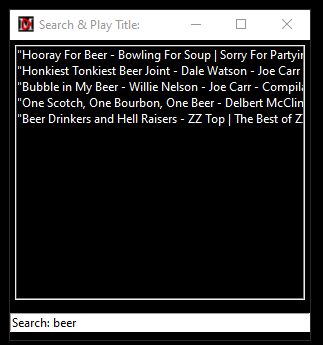 Search & Play Title:
"Hooray For Beer - Bowling For Soup | Sorry For Partyin
"Honkiest Tonkiest Beer Joint - Dale Watson - Joe Carr
"Bubble in My Beer - Willie Nelson - Joe Carr - Compila
"One Scotch, One Bourbon, One Beer - Delbert McClin
"Beer Drinkers and Hell Raisers - ZZ Top | The Best of Z
Search: beer